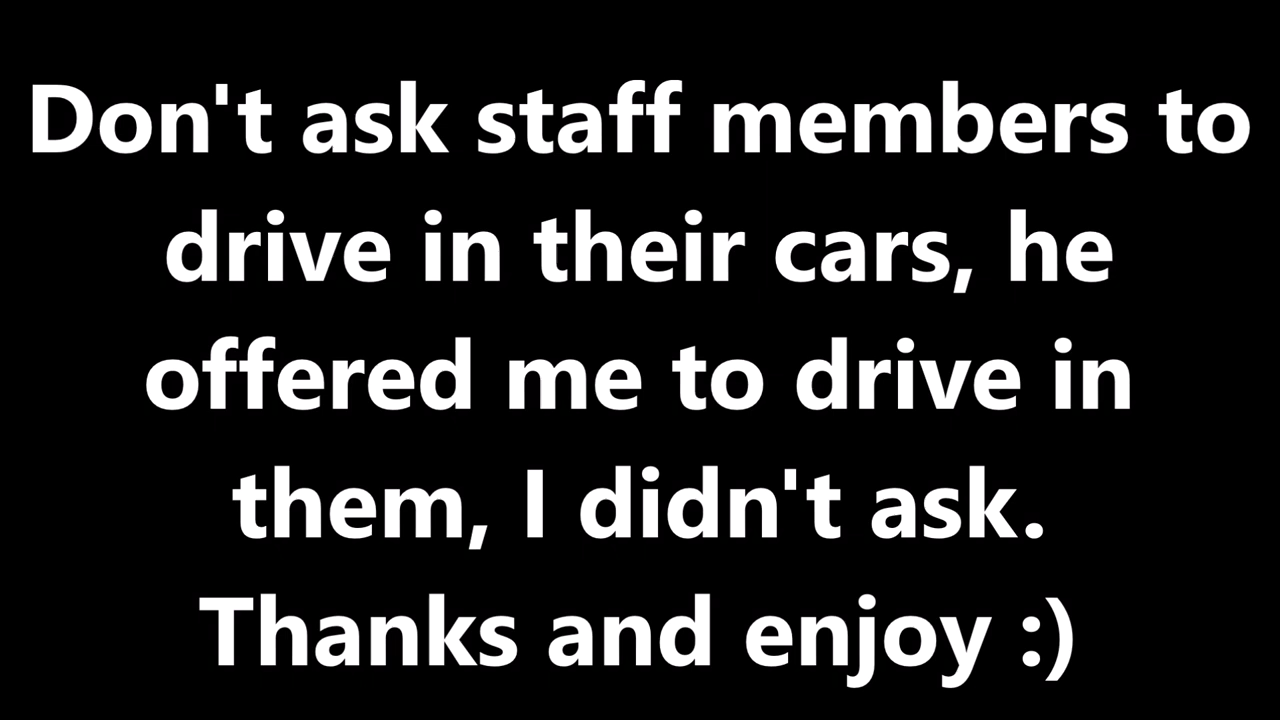 Don't ask staff members to
drive in their cars, he
offered me to drive in
them, I didn't ask.
Thanks and enjoy :)